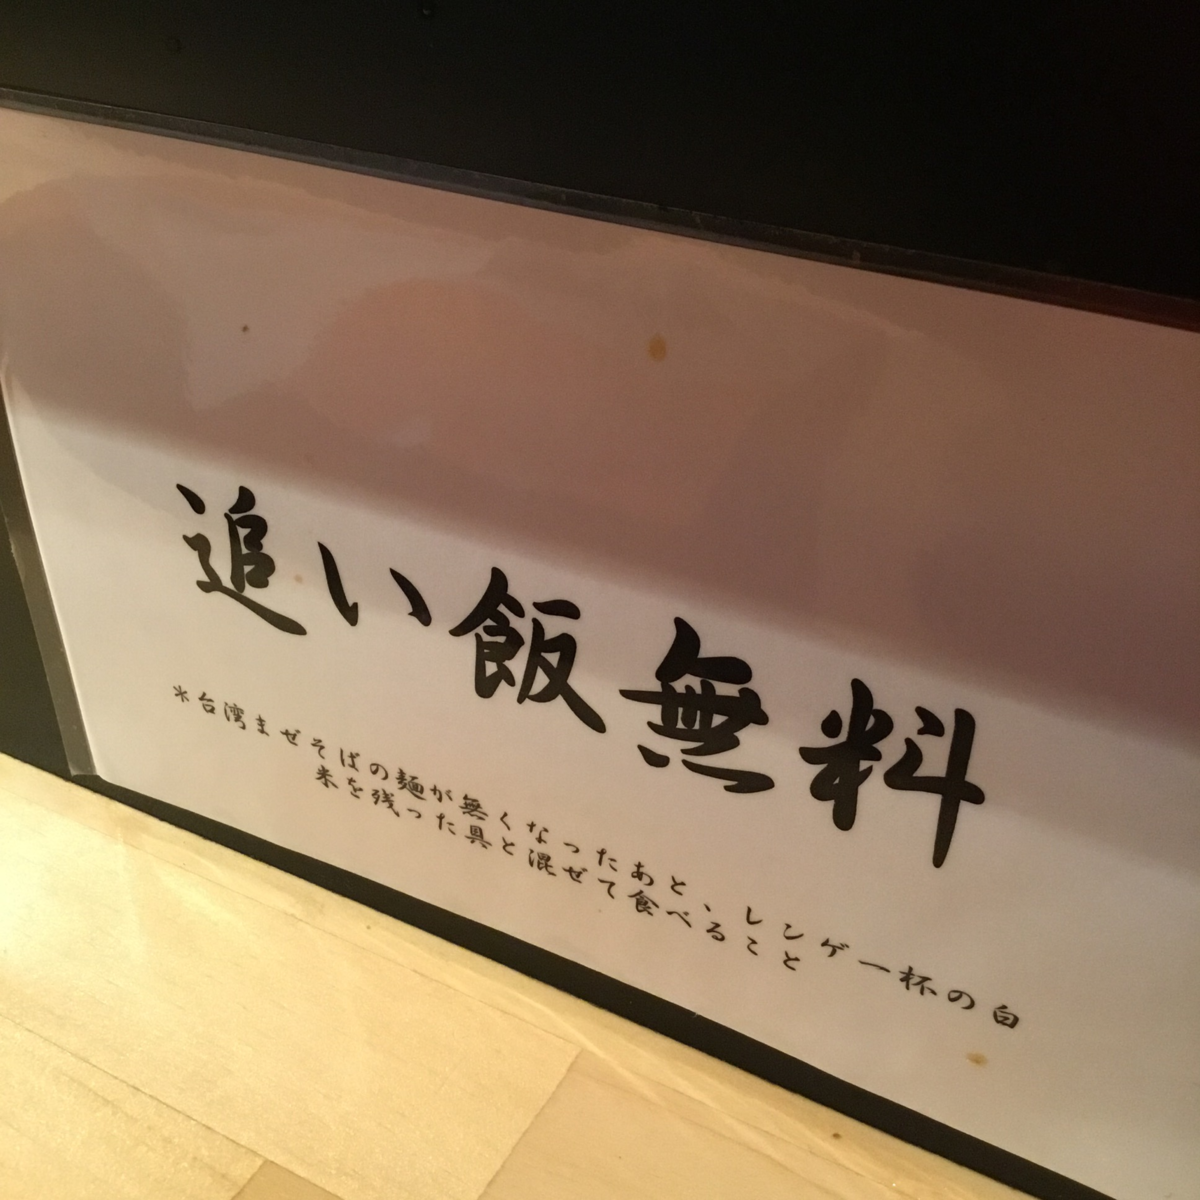 追い飯無料
＊台湾まぜそばの麺が無くなったあと、レンゲ一杯の白
米を残った具と混ぜて食べること